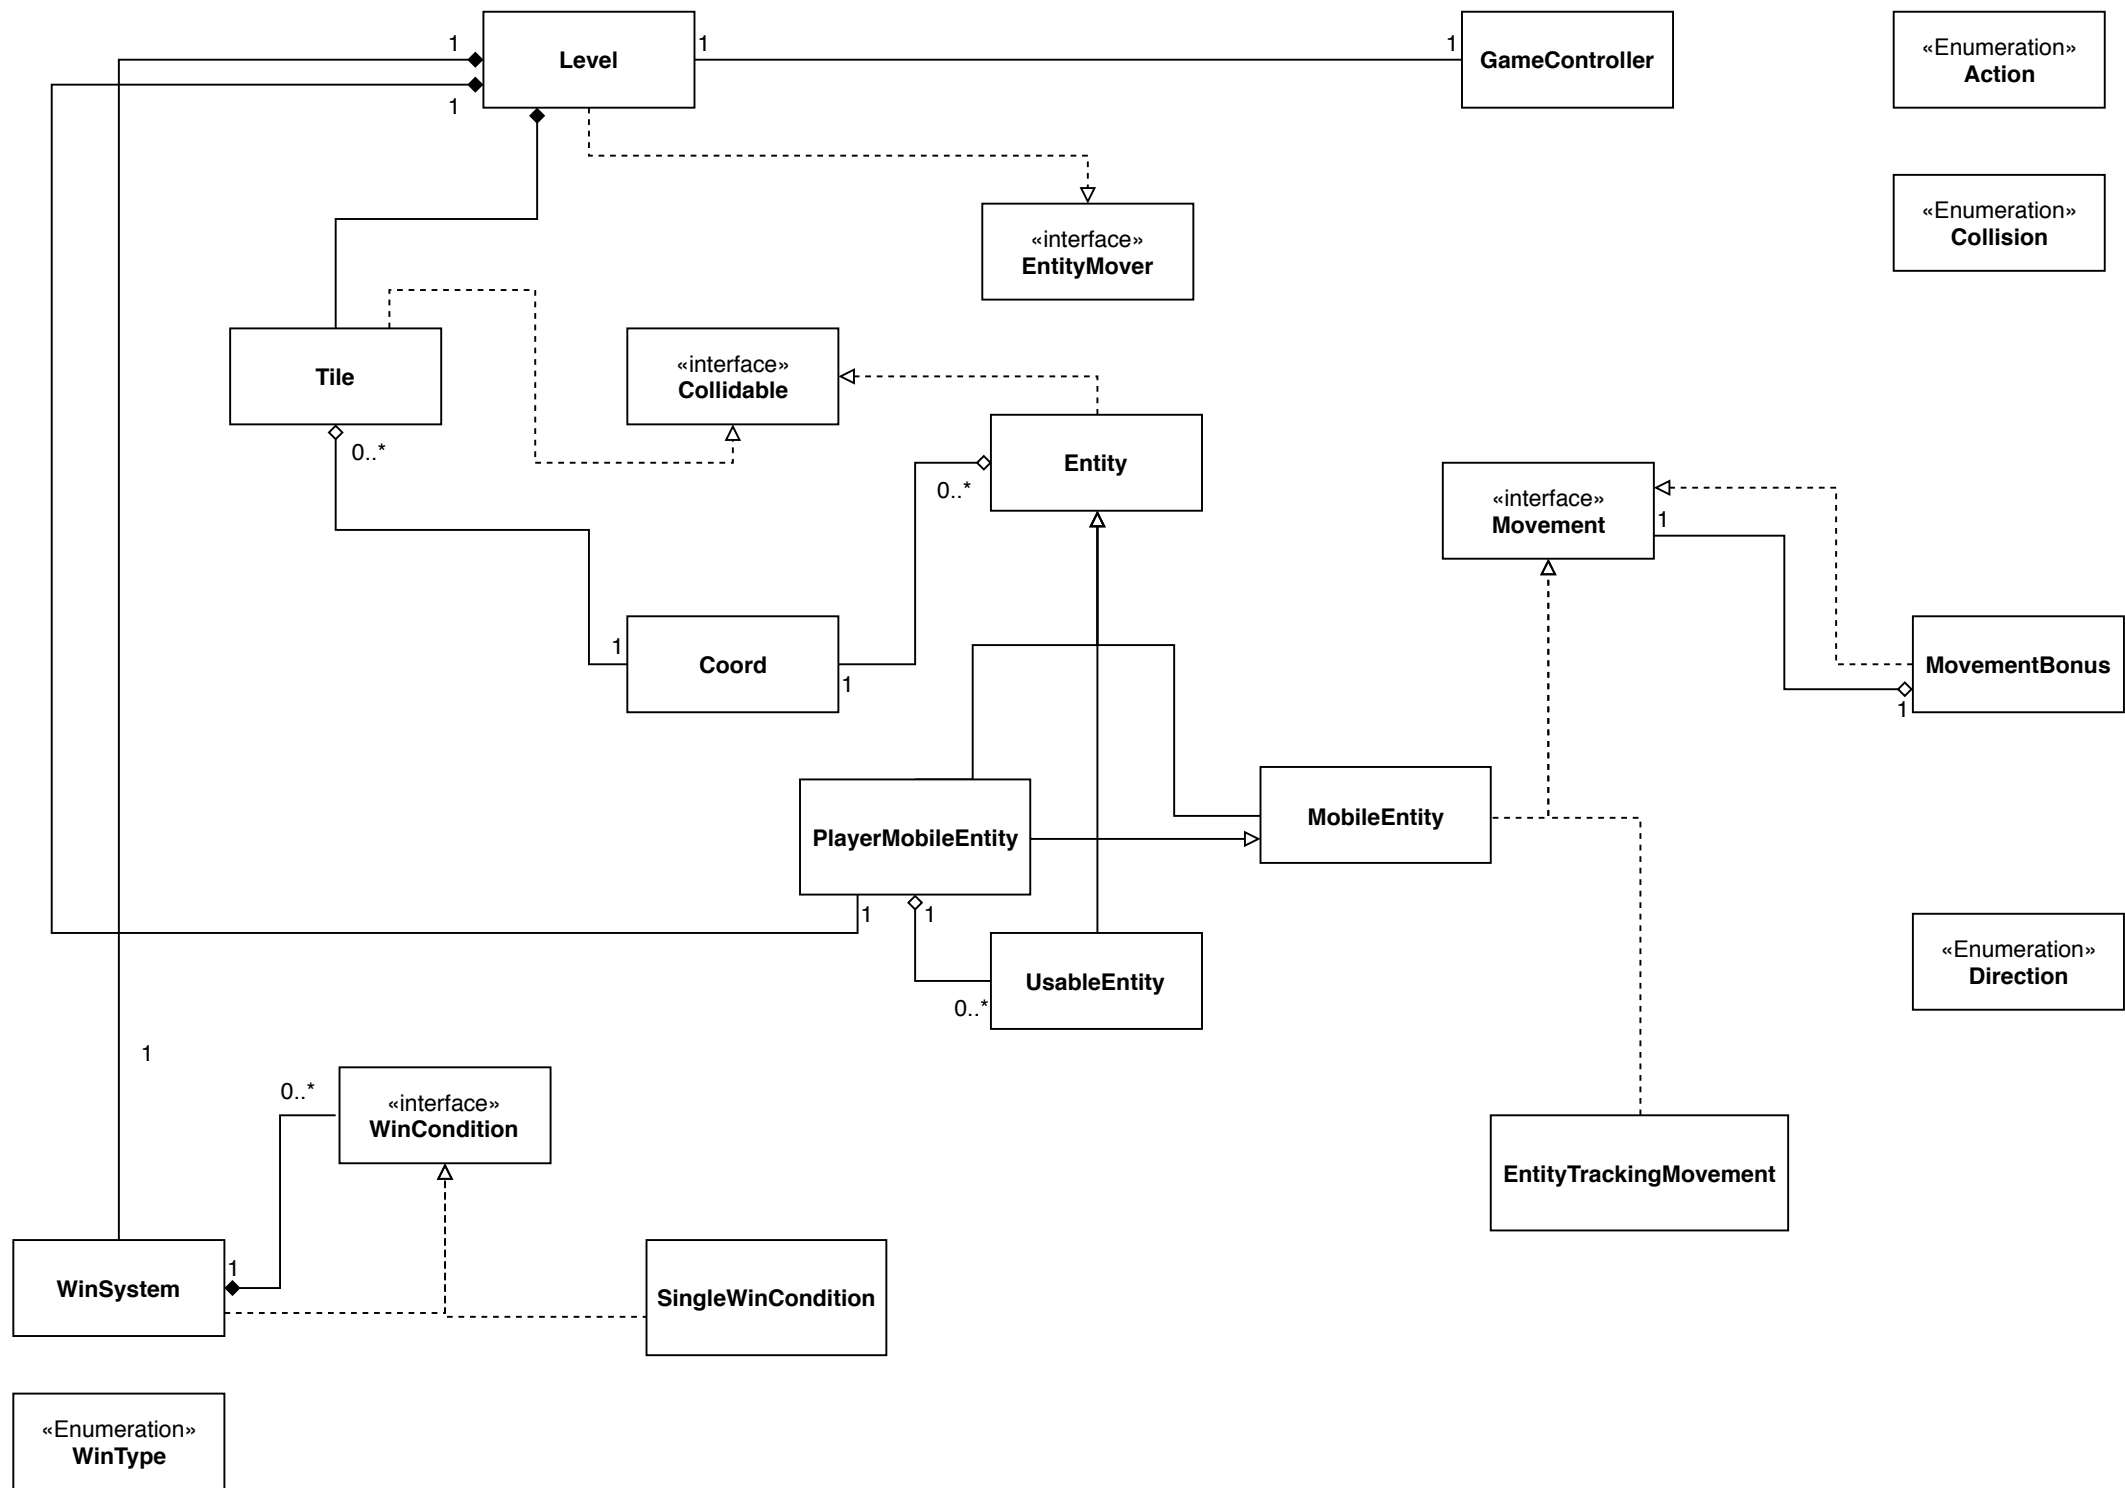 1
Level
1
1
GameController
«Enumeration»
Action
1
«Enumeration»
Collision
«interface»
EntityMover
Tile
«interface»
Collidable
0..*
Entity
0..*
«interface»
Movement
1
1
Coord
1
MovementBonus
1
PlayerMobileEntity
MobileEntity
1
1
UsableEntity
0..*
«Enumeration»
Direction
1
0..*
«interface»
WinCondition
EntityTrackingMovement
WinSystem
1
SingleWinCondition
«Enumeration»
WinType